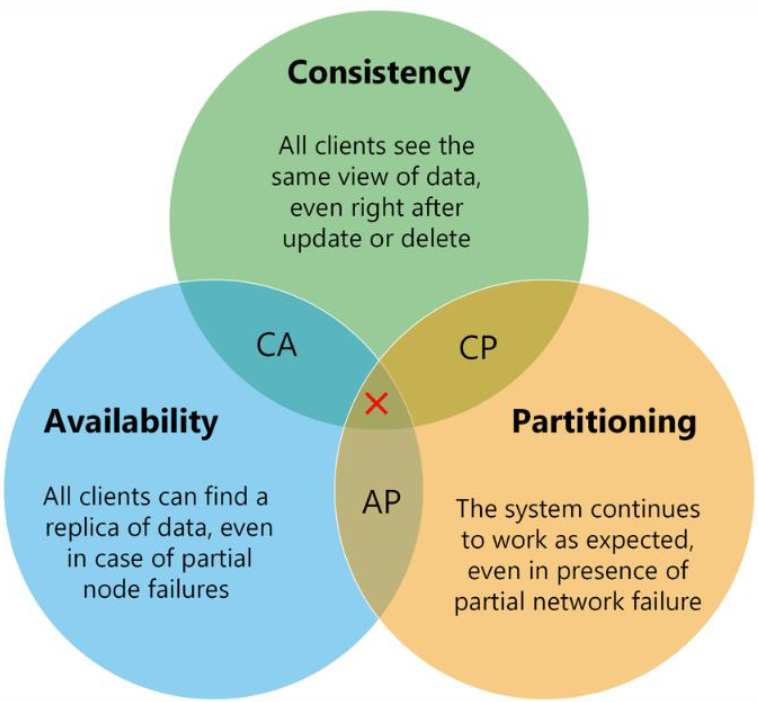 Consistency
All clients see the
same view of data,
even right after
update or delete
CA
CP
Availability
All clients can find a
replica of data, even
in case of partial
node failures
AP
Partitioning
The system continues
to work as expected,
even in presence of
partial network failure